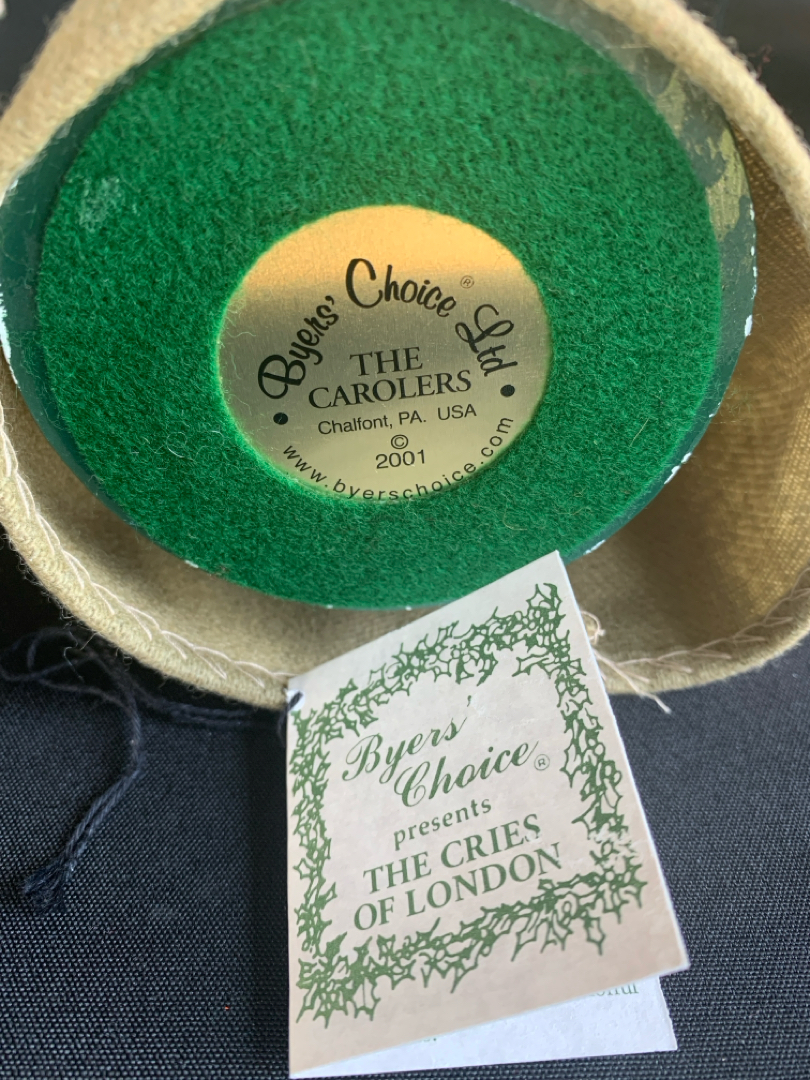 Byers' Choice® Ltd
THE
CAROLERS
Chalfont, PA. USA
©
2001
www.byerschoice.com
Byers'
Choice®
presents
THE CRIES
OF LONDON